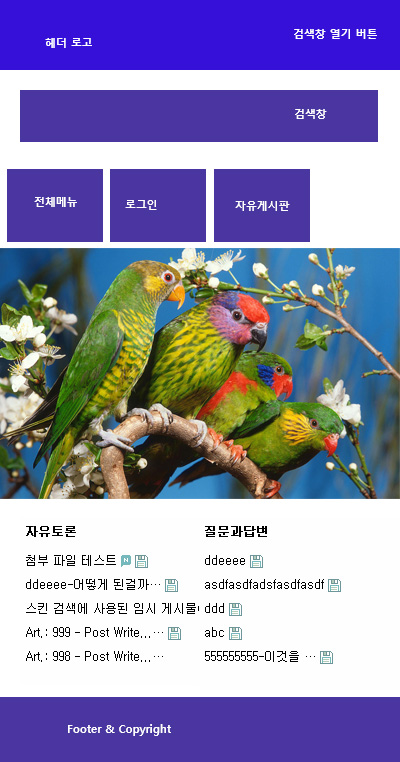 헤더 로고
검색창 열기 버튼
검색창
전체메뉴
로그인
자유게시판
자유토론
첨부 파일 테스트
ddeeee-어떻게 된걸까…
스킨 검색에 사용된 임시 게시물
Art.: 999 - Post Write,,,…
Art.: 998 - Post Write,,,…
질문과답변
ddeeee
asdfasdfadsfasdfasdf
ddd
abc
555555555-이것을 …
Footer & Copyright